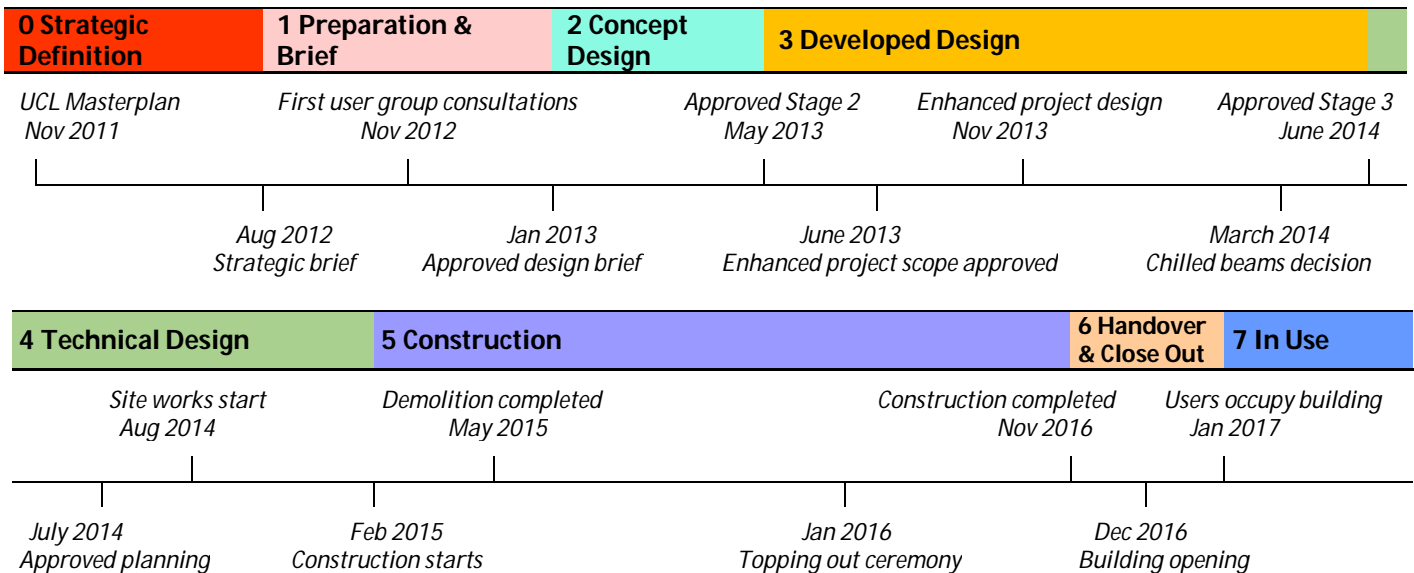 0 Strategic
Definition
1 Preparation &
Brief
2 Concept
Design
3 Developed Design
UCL Masterplan
Nov 2011
First user group consultations
Nov 2012
Approved Stage 2
May 2013
Enhanced project design
Nov 2013
Approved Stage 3
June 2014
Aug 2012
Strategic brief
Jan 2013
Approved design brief
June 2013
Enhanced project scope approved
March 2014
Chilled beams decision
4 Technical Design
5 Construction
6 Handover
& Close Out
7 In Use
Site works start
Aug 2014
Demolition completed
May 2015
Construction completed
Nov 2016
Users occupy building
Jan 2017
July 2014
Approved planning
Feb 2015
Construction starts
Jan 2016
Topping out ceremony
Dec 2016
Building opening